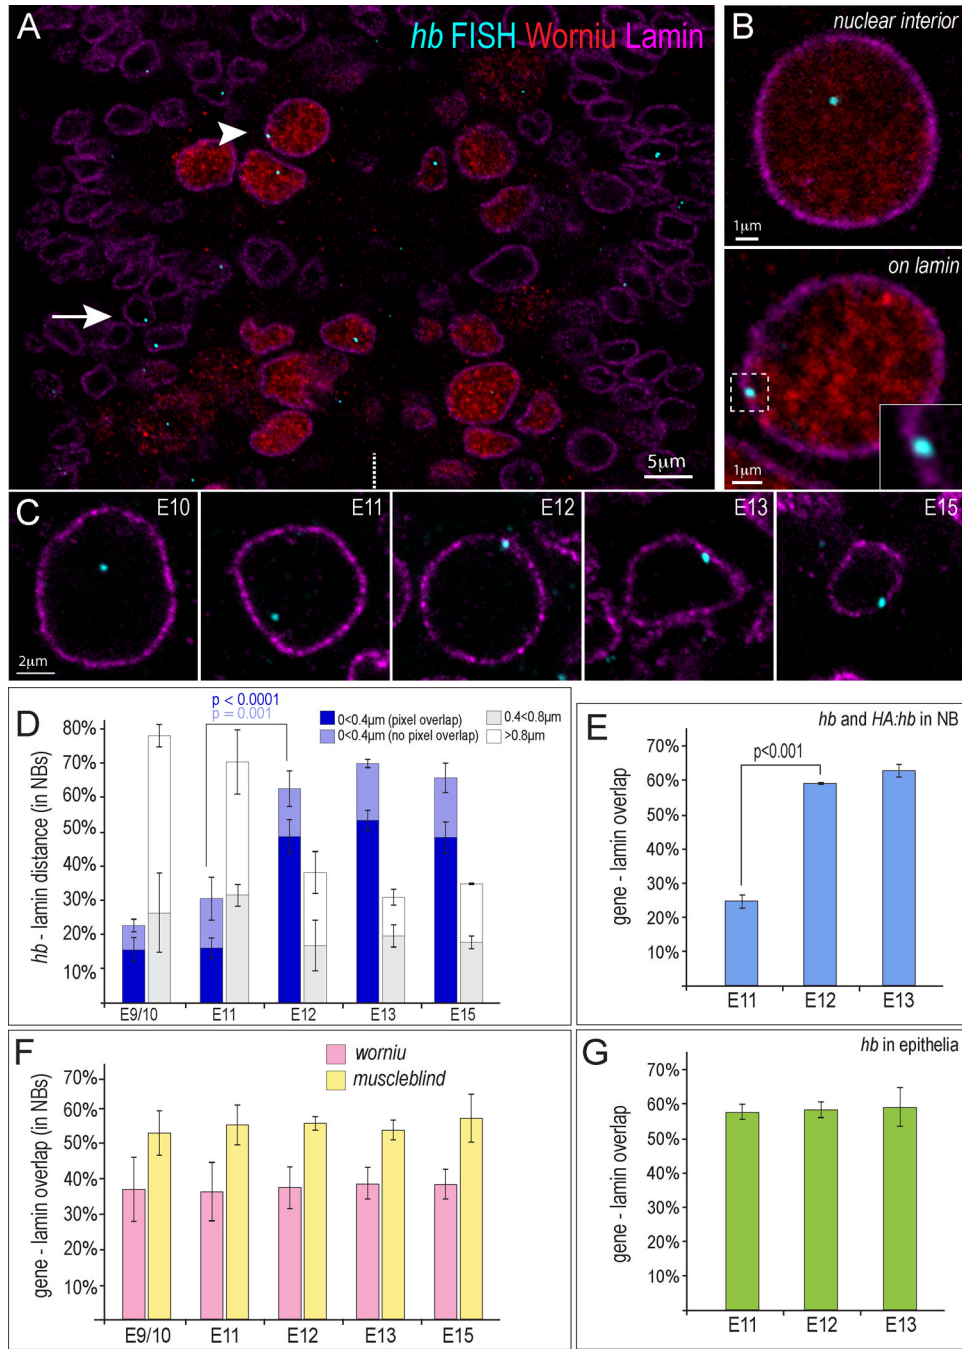 A
hb FISH Worniu Lamin
5µm
B
nuclear interior
1µm
on lamin
1µm
C
E10
E11
E12
E13
E15
2µm
D
p < 0.0001
p = 0.001
0<0.4µm (pixel overlap)
0<0.4µm (no pixel overlap)
0.4<0.8µm
>0.8µm
hb - lamin distance (in NBs)
80%
70%
60%
50%
40%
30%
20%
10%
E9/10
E11
E12
E13
E15
E
hb and HA:hb in NB
p<0.001
gene - lamin overlap
70%
60%
50%
40%
30%
20%
10%
E11
E12
E13
F
worniu
muscleblind
gene - lamin overlap (in NBs)
70%
60%
50%
40%
30%
20%
10%
E9/10
E11
E12
E13
E15
G
hb in epithelia
gene - lamin overlap
70%
60%
50%
40%
30%
20%
10%
E11
E12
E13